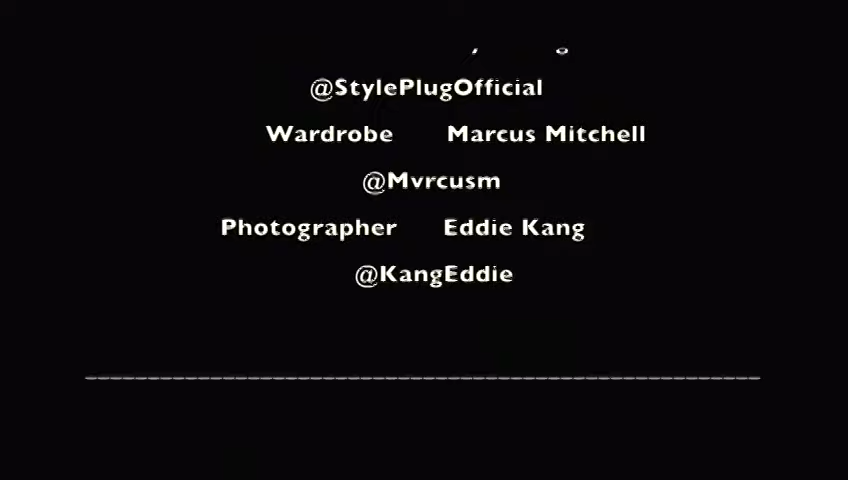 @StylePlugOfficial
Wardrobe Marcus Mitchell
@Mvrcusm
Photographer Eddie Kang
@KangEddie